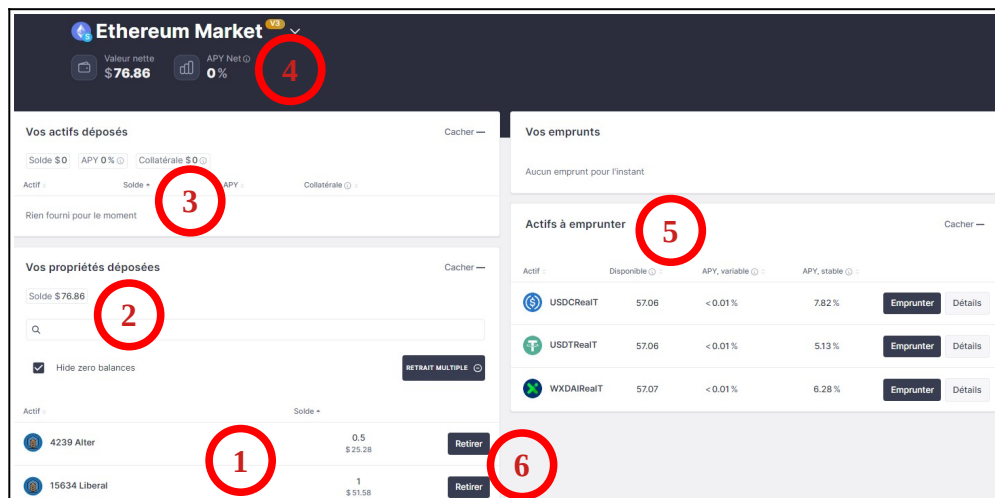 Ethereum Market V3
Valeur nette
$76.86
APY Net
0%
4
Vos actifs déposés
Cacher —
Solde $0
APY 0%
Collatérale $0
Actif
Solde
APY
Collatérale
3
Rien fourni pour le moment
Vos propriétés déposées
Cacher —
Solde $76.86
2
Hide zero balances
RETRAIT MULTIPLE
Actif
Solde
4239 Alter
0.5
$25.28
Retirer
1
15634 Liberal
1
$51.58
Retirer
6
Vos emprunts
Aucun emprunt pour l'instant
Actifs à emprunter
5
Cacher —
Actif
Disponible
APY, variable
APY, stable
USDCRealT 57.06 <0.01% 7.82% Emprunter Détails
USDTRealT 57.06 <0.01% 5.13% Emprunter Détails
WXDAIRealT 57.07 <0.01% 6.28% Emprunter Détails